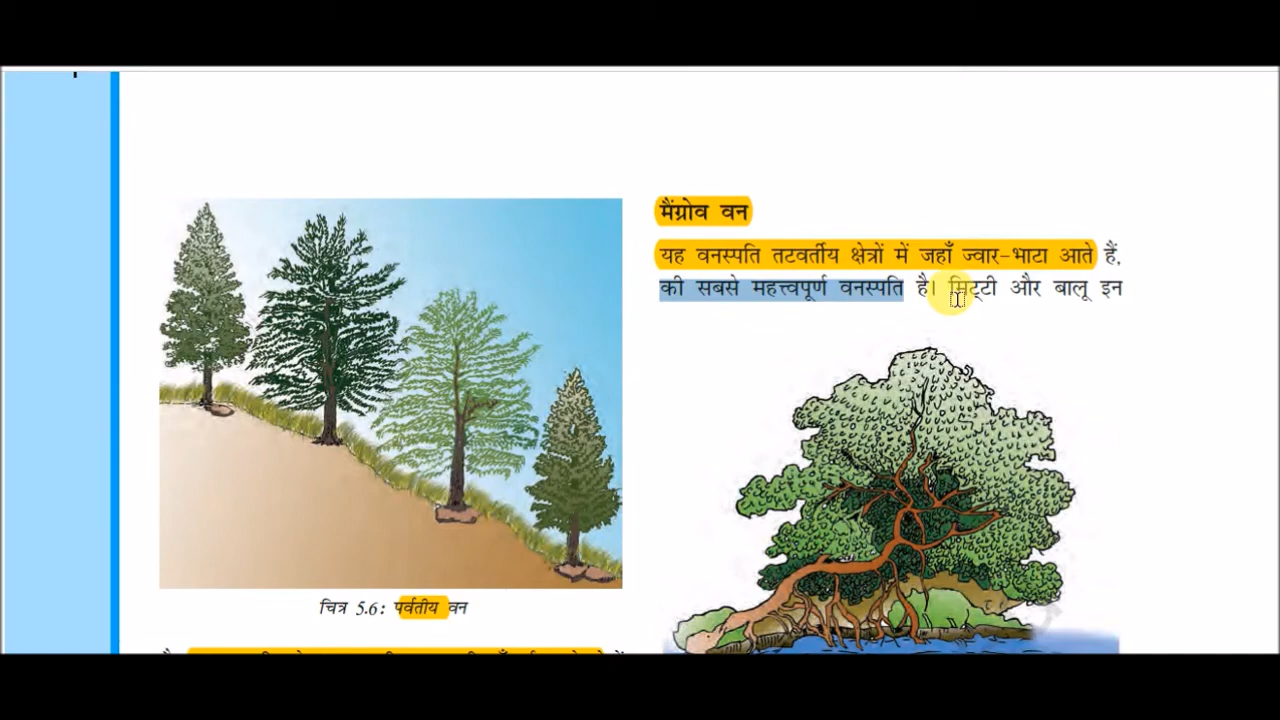 मैंग्रोव वन
यह वनस्पति तटवर्तीय क्षेत्रों में जहाँ ज्वार-भाटा आते हैं,
की सबसे महत्त्वपूर्ण वनस्पति है। मिट्टी और बालू इन
चित्र 5.6: पर्वतीय वन